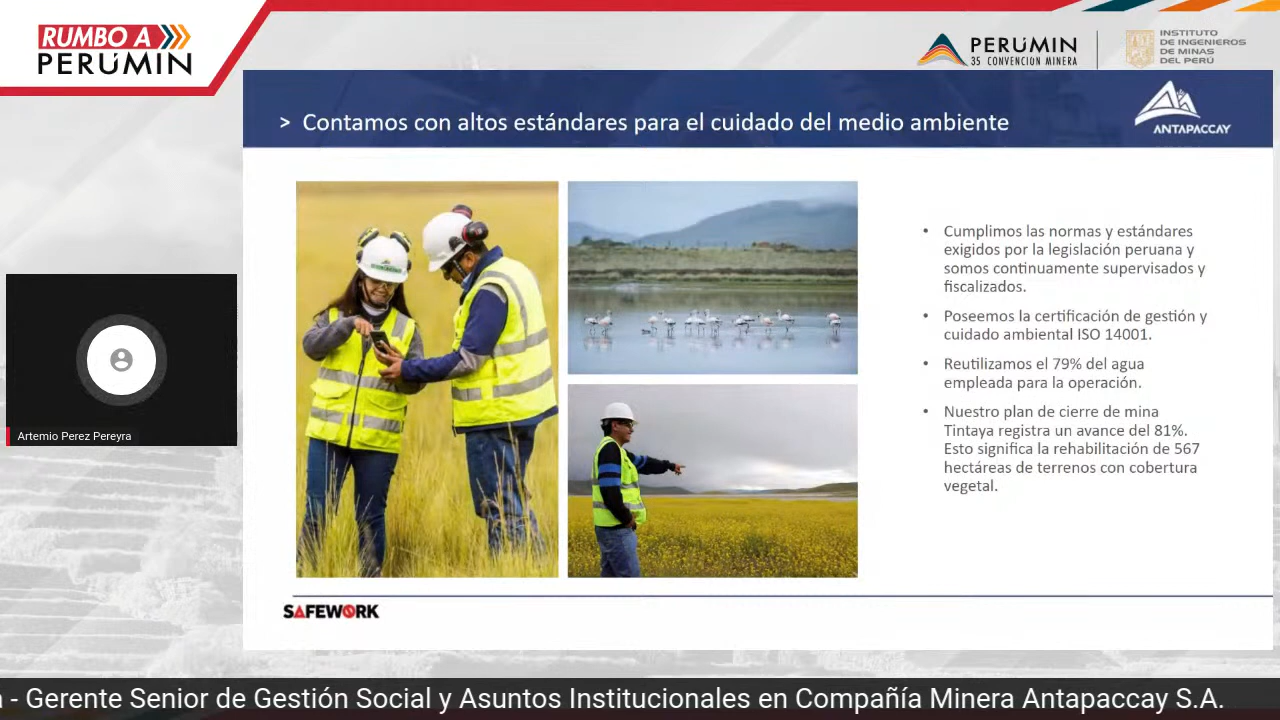 RUMBO A
PERÚMIN
PERÚMIN
35 CONVENCIÓN MINERA
INSTITUTO
DE INGENIEROS
DE MINAS
DEL PERÚ
> Contamos con altos estándares para el cuidado del medio ambiente
ANTAPACCAY
• Cumplimos las normas y estándares
exigidos por la legislación peruana y
somos continuamente supervisados y
fiscalizados.
• Poseemos la certificación de gestión y
cuidado ambiental ISO 14001.
• Reutilizamos el 79% del agua
empleada para la operación.
• Nuestro plan de cierre de mina
Tintaya registra un avance del 81%.
Esto significa la rehabilitación de 567
hectáreas de terrenos con cobertura
vegetal.
Artemio Perez Pereyra
SAFEWORK
a - Gerente Senior de Gestión Social y Asuntos Institucionales en Compañía Minera Antapaccay S.A.